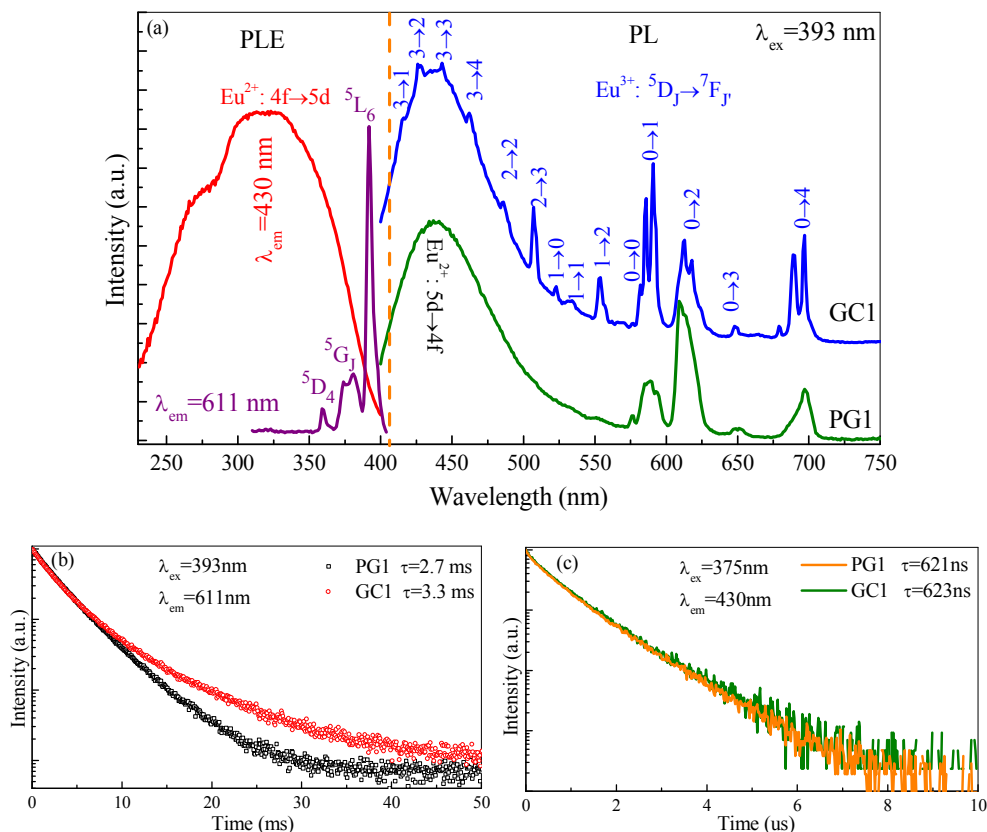 (a)
PLE
PL
λex=393 nm
Eu2+: 4f→5d
5L6
λem=430 nm
3→1
3→2
3→3
3→4
Eu3+: 5DJ→7FJ'
2→2
2→3
1→0
1→1
1→2
0→0
0→1
0→2
0→3
0→4
Eu2+: 5d→4f
5GJ
5D4
λem=611 nm
GC1
PG1
Intensity (a.u.)
250 300 350 400 450 500 550 600 650 700 750
Wavelength (nm)
(b)
λex=393nm
λem=611nm
PG1 τ=2.7 ms
GC1 τ=3.3 ms
Intensity (a.u.)
0 10 20 30 40 50
Time (ms)
(c)
λex=375nm
λem=430nm
PG1 τ=621ns
GC1 τ=623ns
Intensity (a.u.)
0 2 4 6 8 10
Time (us)